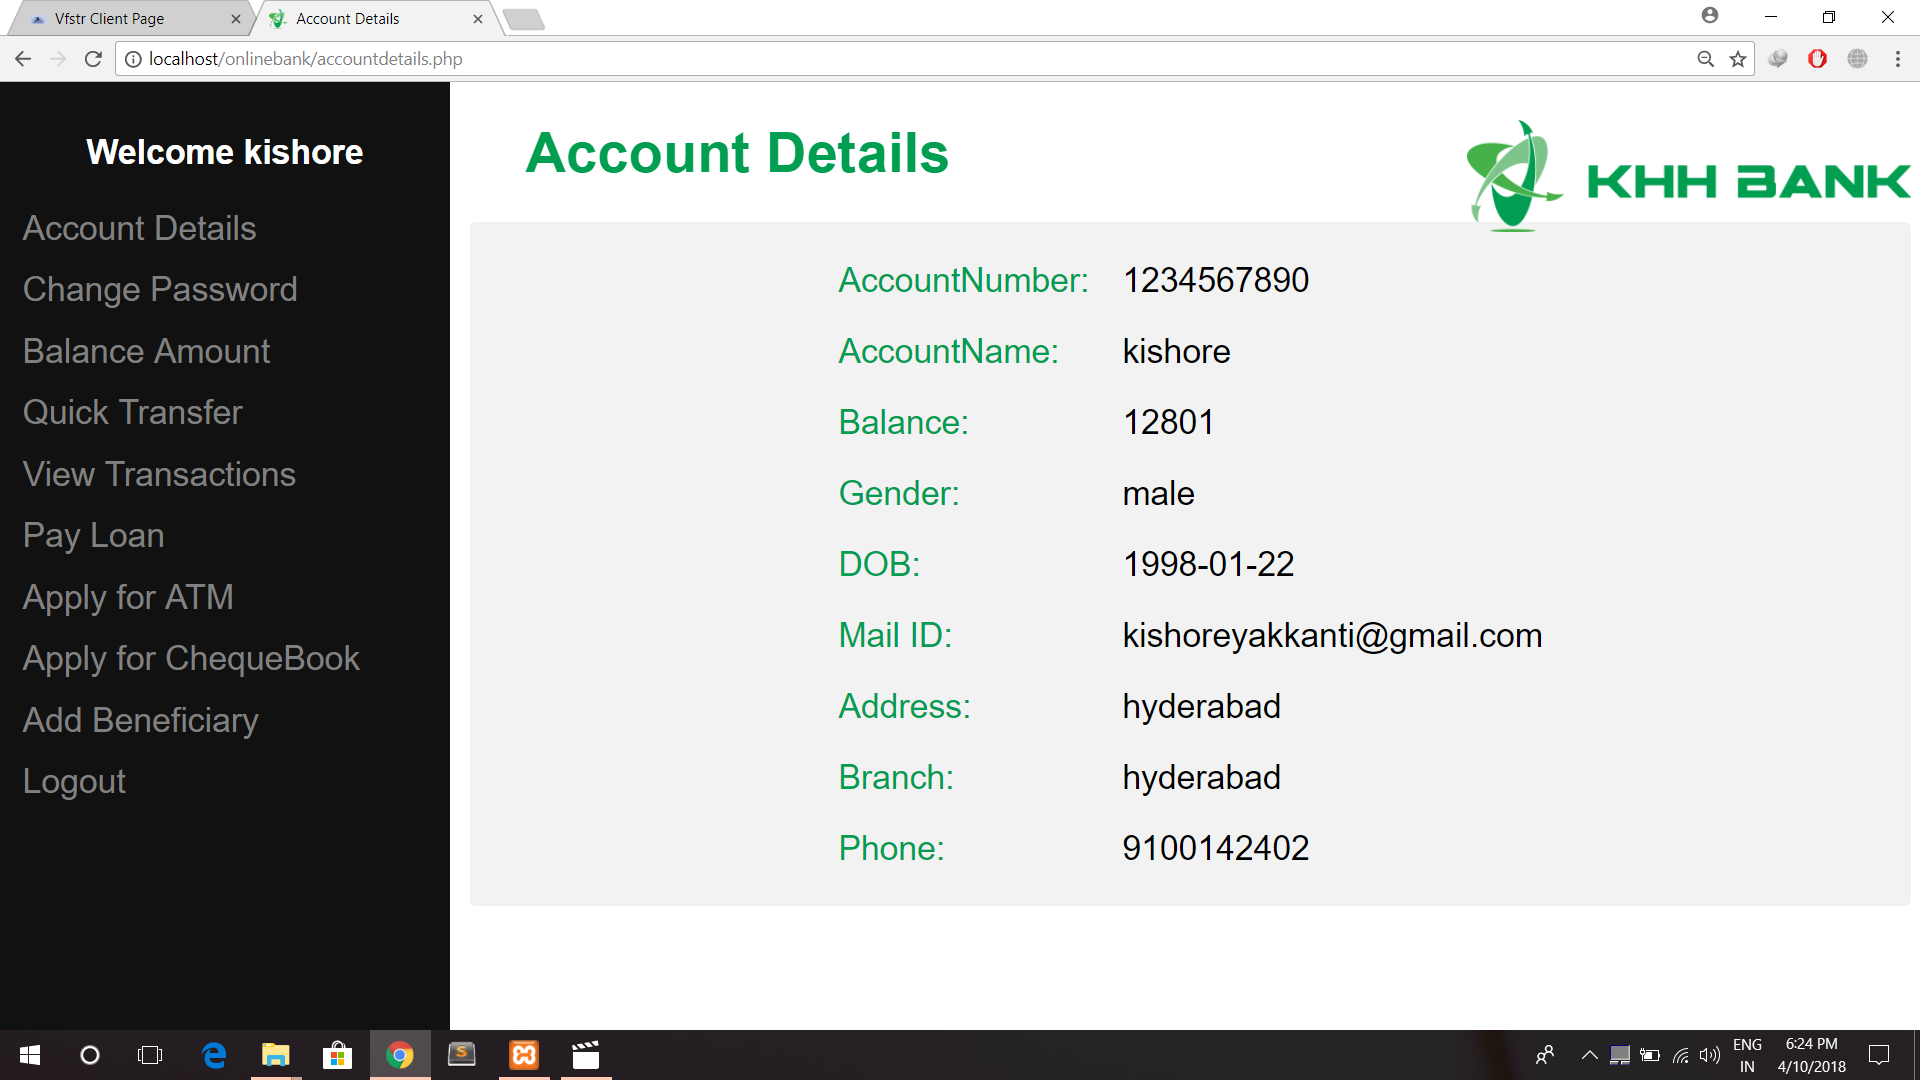 Vfstr Client Page
Account Details
localhost/onlinebank/accountdetails.php
Welcome kishore
Account Details
Change Password
Balance Amount
Quick Transfer
View Transactions
Pay Loan
Apply for ATM
Apply for ChequeBook
Add Beneficiary
Logout
Account Details
KHH BANK
AccountNumber: 1234567890
AccountName: kishore
Balance: 12801
Gender: male
DOB: 1998-01-22
Mail ID: kishoreyakkanti@gmail.com
Address: hyderabad
Branch: hyderabad
Phone: 9100142402
ENG
IN
6:24 PM
4/10/2018